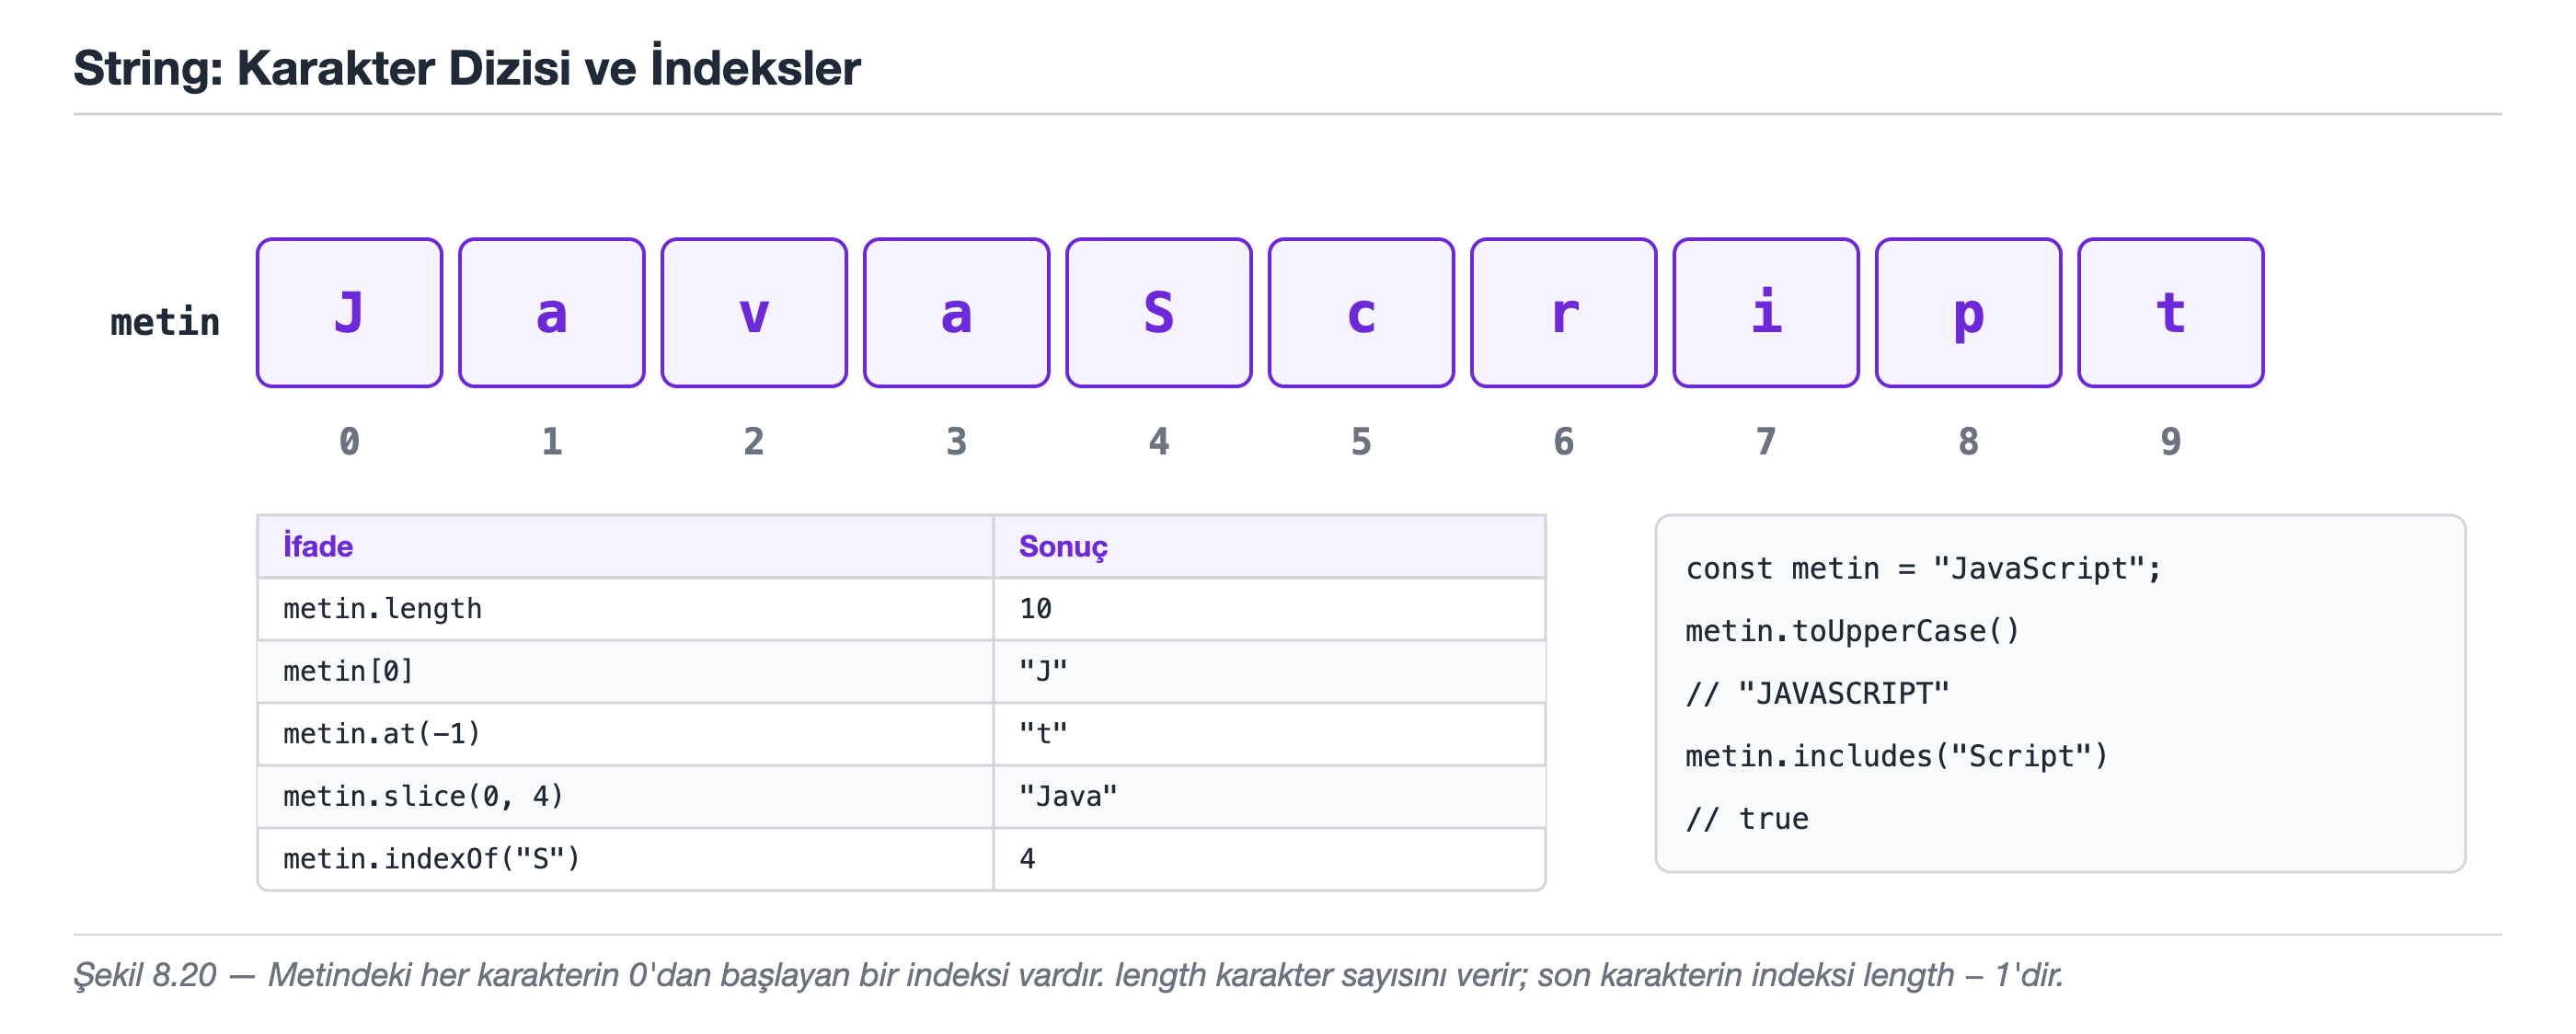 String: Karakter Dizisi ve İndeksler
metin J a v a S c r i p t
0 1 2 3 4 5 6 7 8 9
İfade Sonuç
metin.length 10
metin[0] "J"
metin.at(−1) "t"
metin.slice(0, 4) "Java"
metin.indexOf("S") 4
const metin = "JavaScript";
metin.toUpperCase()
// "JAVASCRIPT"
metin.includes("Script")
// true
Şekil 8.20 — Metindeki her karakterin 0'dan başlayan bir indeksi vardır. length karakter sayısını verir; son karakterin indeksi length − 1'dir.